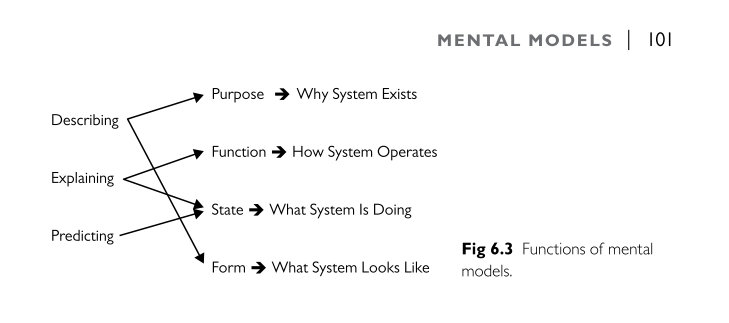 MENTAL MODELS | 101
Describing
Explaining
Predicting
Purpose ➔ Why System Exists
Function ➔ How System Operates
State ➔ What System Is Doing
Form ➔ What System Looks Like
Fig 6.3 Functions of mental
models.